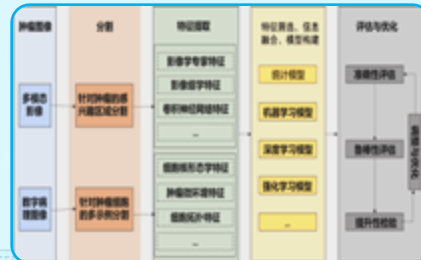 肿瘤图像
分割
特征提取
特征筛选、信息
融合、模型构建
评估与优化
多模态
影像
数字病
理图像
针对肿瘤的感
兴趣区域分割
针对肿瘤细胞
的多示例分割
影像学专家特征
影像组学特征
卷积神经网络特征
...
细胞核形态学特征
肿瘤微环境特征
细胞拓扑特征
...
统计模型
机器学习模型
深度学习模型
强化学习模型
...
准确性评估
鲁棒性评估
提升性检验